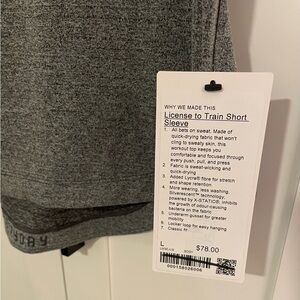 WHY WE MADE THIS
License to Train Short
Sleeve
1. All bets on sweat. Made of
quick-drying fabric that won't
cling to sweaty skin, this
workout top keeps you
comfortable and focused through
every push, pull, and press
2. Fabric is sweat-wicking and
quick-drying
3. Added Lycra® fibre for stretch
and shape retention
4. More wearing, less washing.
Silverescent™ technology,
powered by X-STATIC®, inhibits
the growth of odour-causing
bacteria on the fabric
5. Underarm gusset for greater
mobility
6. Locker loop for easy hanging
7. Classic fit
L
$78.00